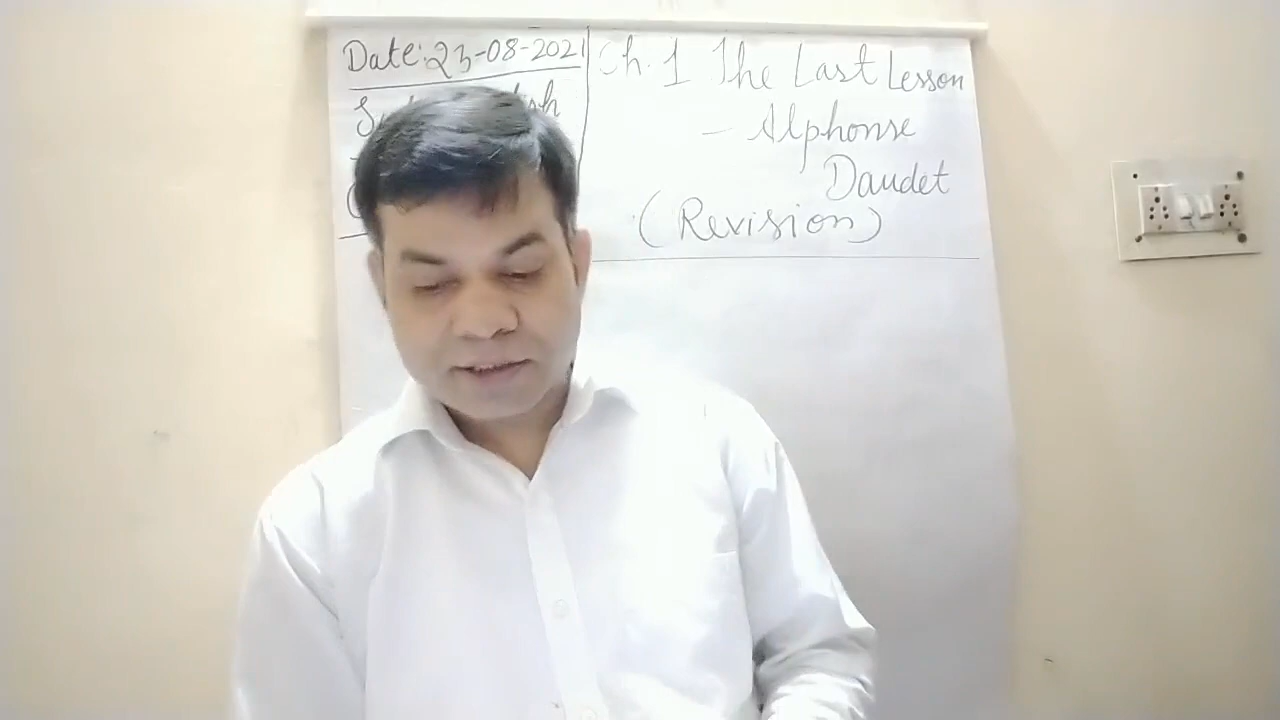 Date: 23-08-2021
Ch. 1 The Last Lesson
- Alphonse
Daudet
(Revision)